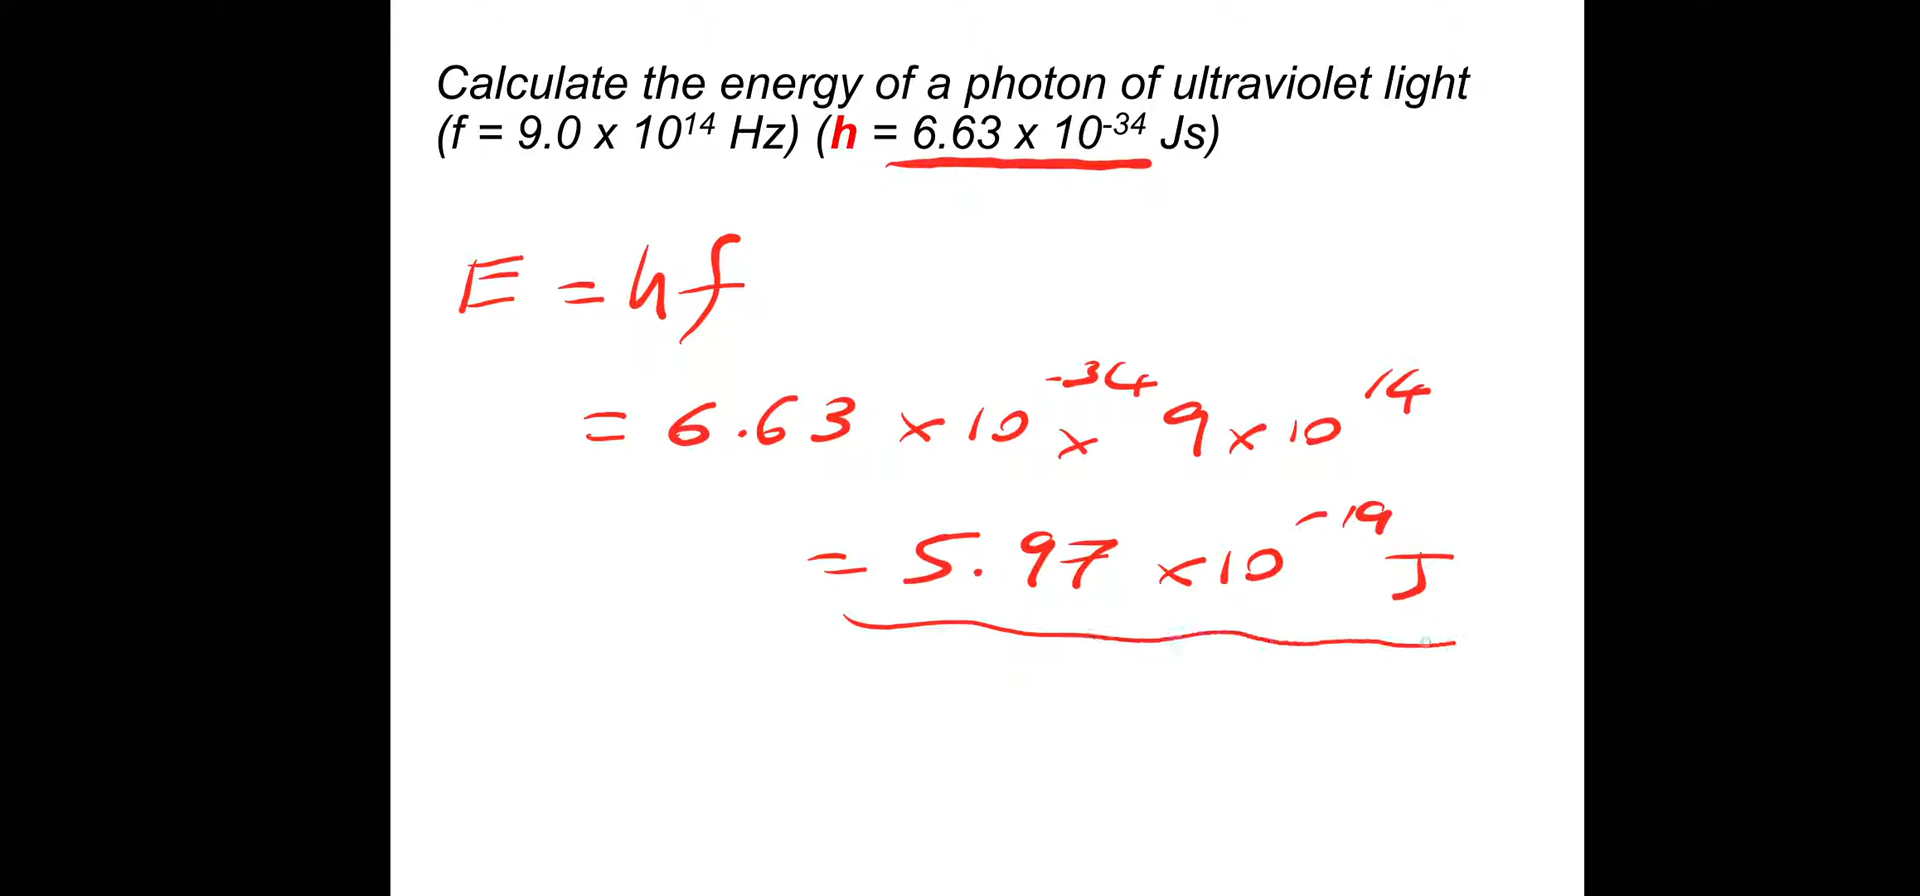 Calculate the energy of a photon of ultraviolet light
(f = 9.0 x 10¹⁴ Hz) (h = 6.63 x 10⁻³⁴ Js)
E = hf
= 6.63 × 10⁻³⁴ × 9 × 10¹⁴
= 5.97 × 10⁻¹⁹ J